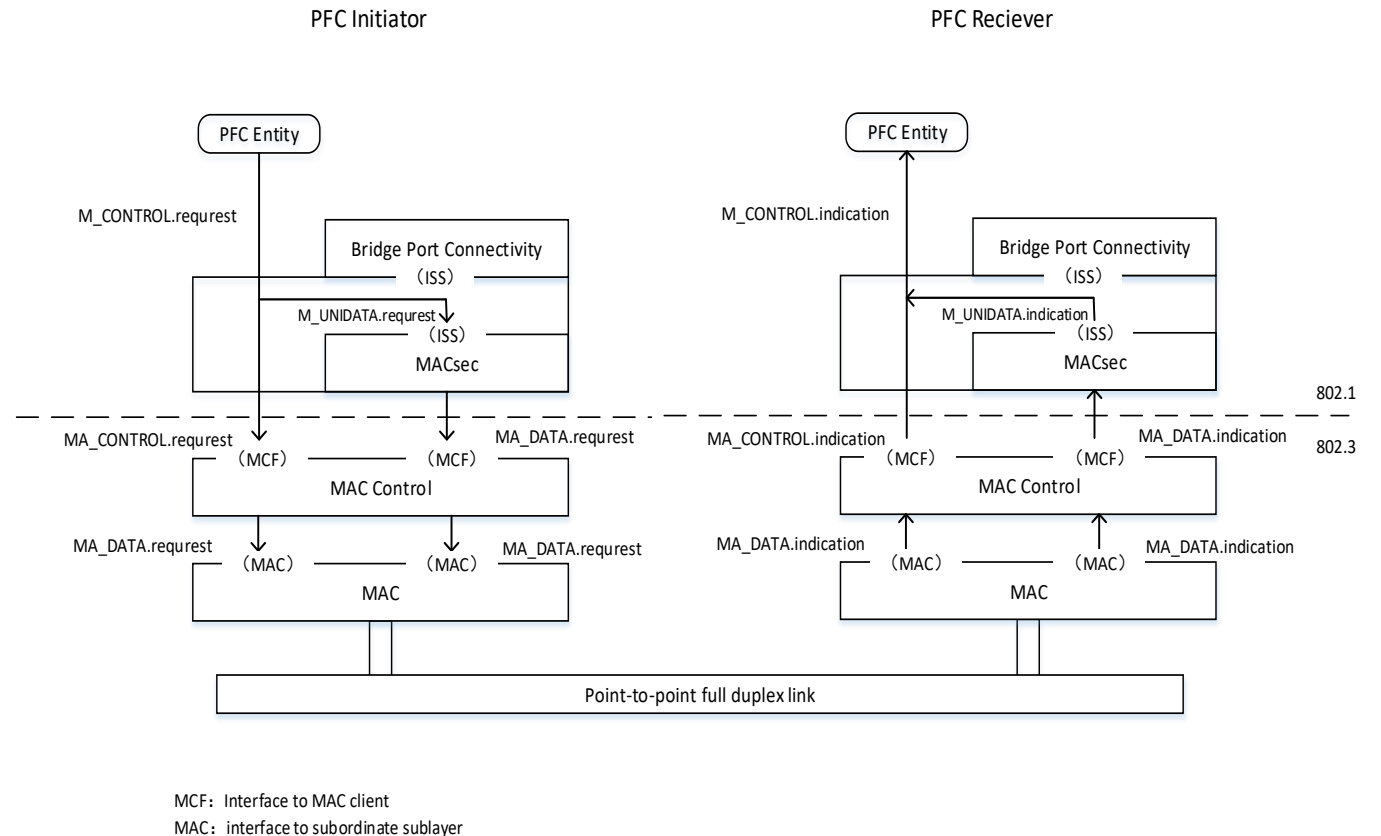 PFC Initiator
PFC Reciever
PFC Entity
PFC Entity
M_CONTROL.requrest
M_CONTROL.indication
Bridge Port Connectivity
Bridge Port Connectivity
（ISS）
（ISS）
M_UNIDATA.requrest
M_UNIDATA.indication
（ISS）
（ISS）
MACsec
MACsec
802.1
MA_CONTROL.requrest
MA_DATA.requrest
MA_CONTROL.indication
MA_DATA.indication
802.3
（MCF）
（MCF）
（MCF）
（MCF）
MAC Control
MAC Control
MA_DATA.requrest
MA_DATA.requrest
MA_DATA.indication
MA_DATA.indication
（MAC）
（MAC）
（MAC）
（MAC）
MAC
MAC
Point-to-point full duplex link
MCF：Interface to MAC client
MAC：interface to subordinate sublayer